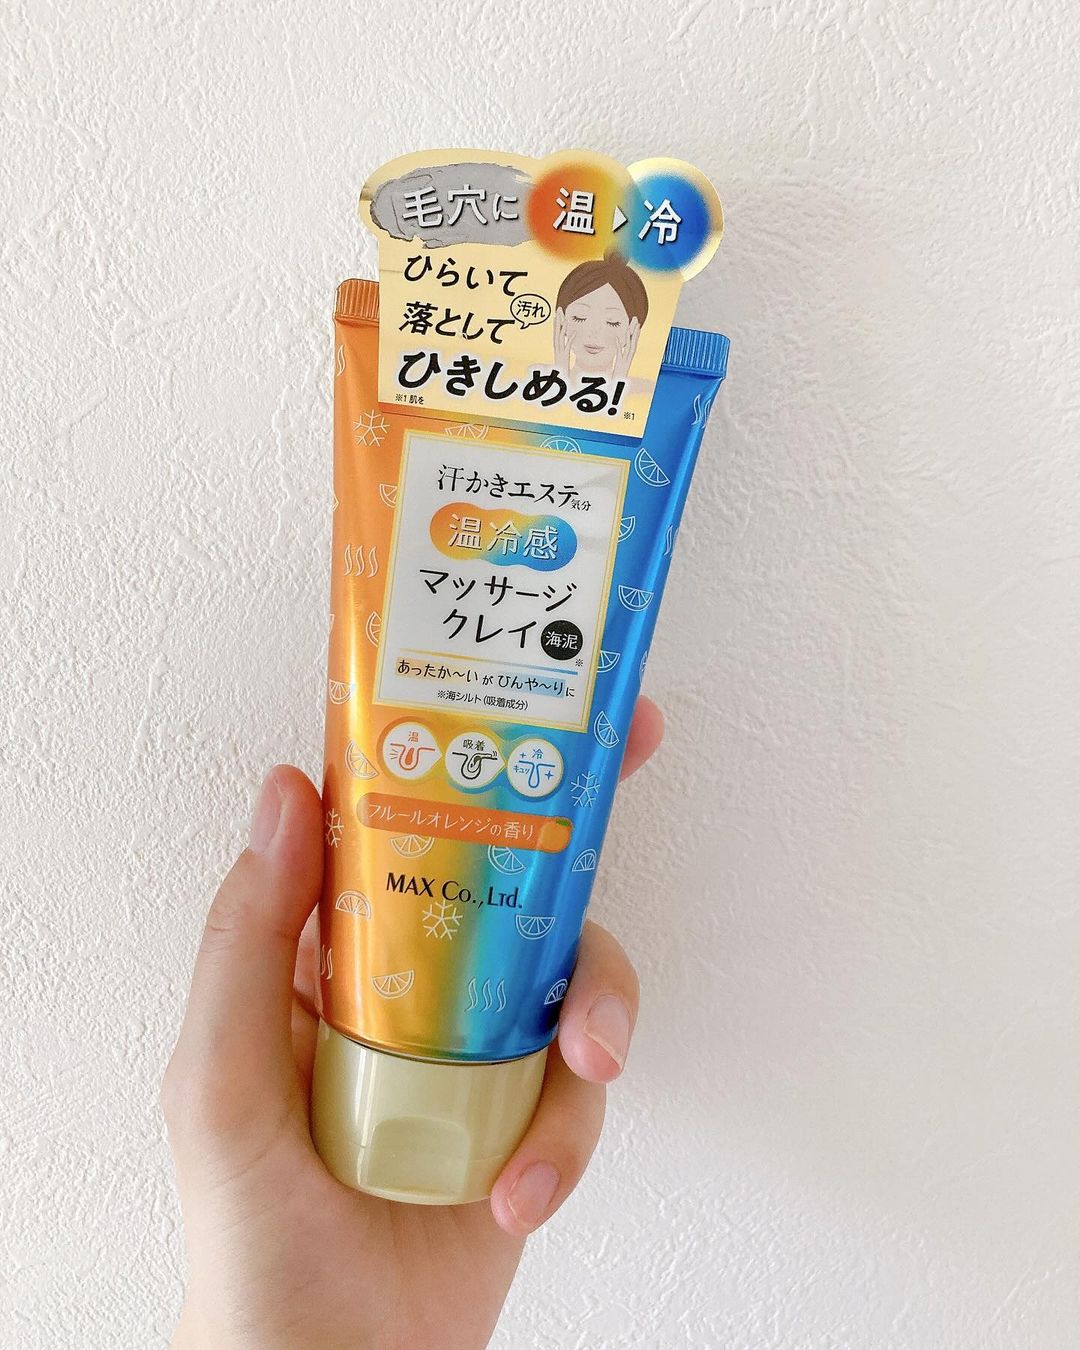 毛穴に 温 冷
ひらいて
落として 汚れ
ひきしめる!
※1 肌を ※1
汗かきエステ気分
温冷感
マッサージ
クレイ 海泥
※
あったか〜いがひんや〜りに
※海シルト(吸着成分)
温 吸着 冷
キュッ
フルールオレンジの香り
MAX Co.,Ltd.